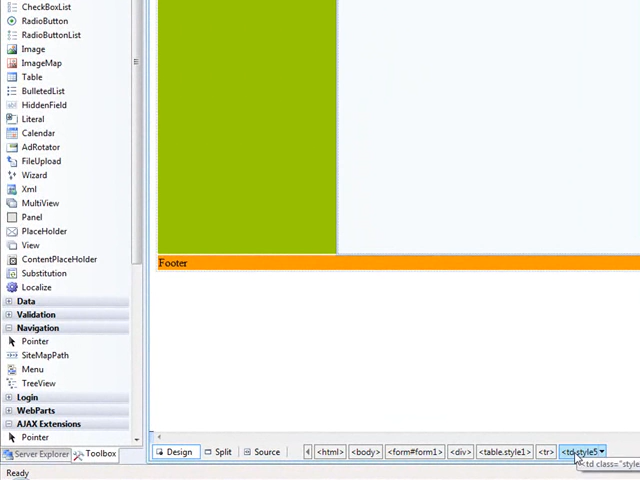 CheckBoxList
RadioButton
RadioButtonList
Image
ImageMap
Table
BulletedList
HiddenField
Literal
Calendar
AdRotator
FileUpload
Wizard
Xml
MultiView
Panel
PlaceHolder
View
ContentPlaceHolder
Substitution
Localize
Data
Validation
Navigation
Pointer
SiteMapPath
Menu
TreeView
Login
WebParts
AJAX Extensions
Pointer
Server Explorer Toolbox
Footer
Design Split Source <html> <body> <form#form1> <div> <table.style1> <tr> <td.style5
<td class="style
Ready